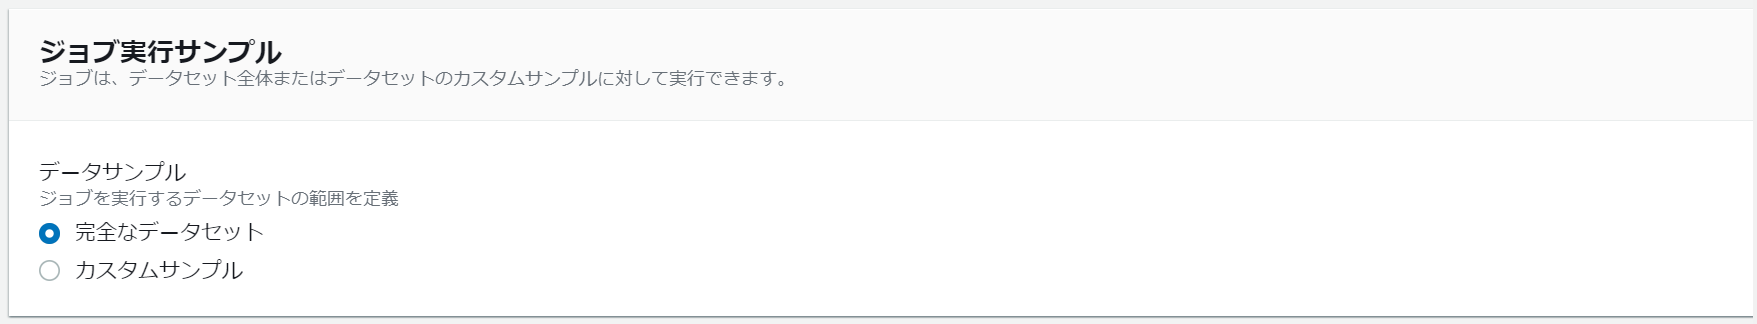 ジョブ実行サンプル
ジョブは、データセット全体またはデータセットのカスタムサンプルに対して実行できます。
データサンプル
ジョブを実行するデータセットの範囲を定義
完全なデータセット
カスタムサンプル